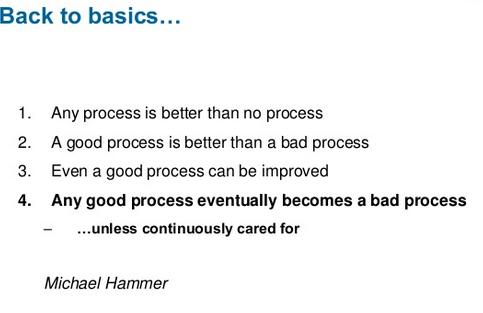 Back to basics…
1. Any process is better than no process
2. A good process is better than a bad process
3. Even a good process can be improved
4. Any good process eventually becomes a bad process
– …unless continuously cared for
Michael Hammer